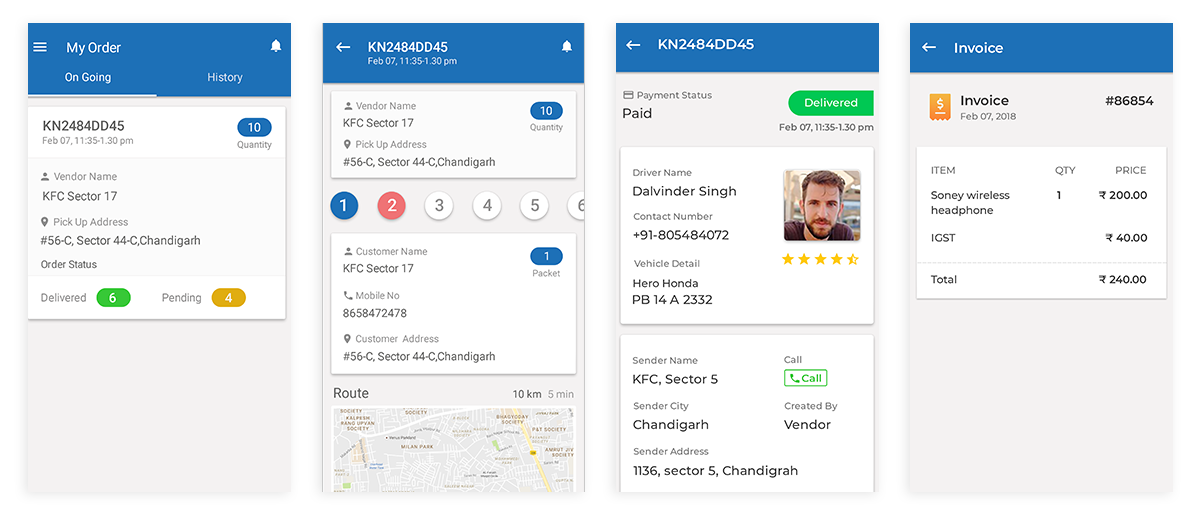 My Order
On Going History
KN2484DD45
Feb 07, 11:35-1.30 pm
10
Quantity
Vendor Name
KFC Sector 17
Pick Up Address
#56-C, Sector 44-C,Chandigarh
Order Status
Delivered 6 Pending 4
KN2484DD45
Feb 07, 11:35-1.30 pm
Vendor Name
KFC Sector 17
10
Quantity
Pick Up Address
#56-C, Sector 44-C,Chandigarh
1 2 3 4 5 6
Customer Name
KFC Sector 17
1
Packet
Mobile No
8658472478
Customer Address
#56-C, Sector 44-C,Chandigarh
Route 10 km 5 min
SOCIETY
KALPESH
RANG UPVAN
SOCIETY
SOCIETY
MILAN PARK
BHAGYODAY
SOCIETY
P&T SOCIETY
AMRUT JY
SOCIETY
KN2484DD45
Payment Status
Paid
Delivered
Feb 07, 11:35-1.30 pm
Driver Name
Dalvinder Singh
Contact Number
+91-805484072
Vehicle Detail
Hero Honda
PB 14 A 2332
Sender Name
KFC, Sector 5
Call
Call
Sender City
Chandigarh
Created By
Vendor
Sender Address
1136, sector 5, Chandigrah
Invoice
Invoice
Feb 07, 2018
#86854
ITEM QTY PRICE
Soney wireless 1 ₹ 200.00
headphone
IGST ₹ 40.00
Total ₹ 240.00